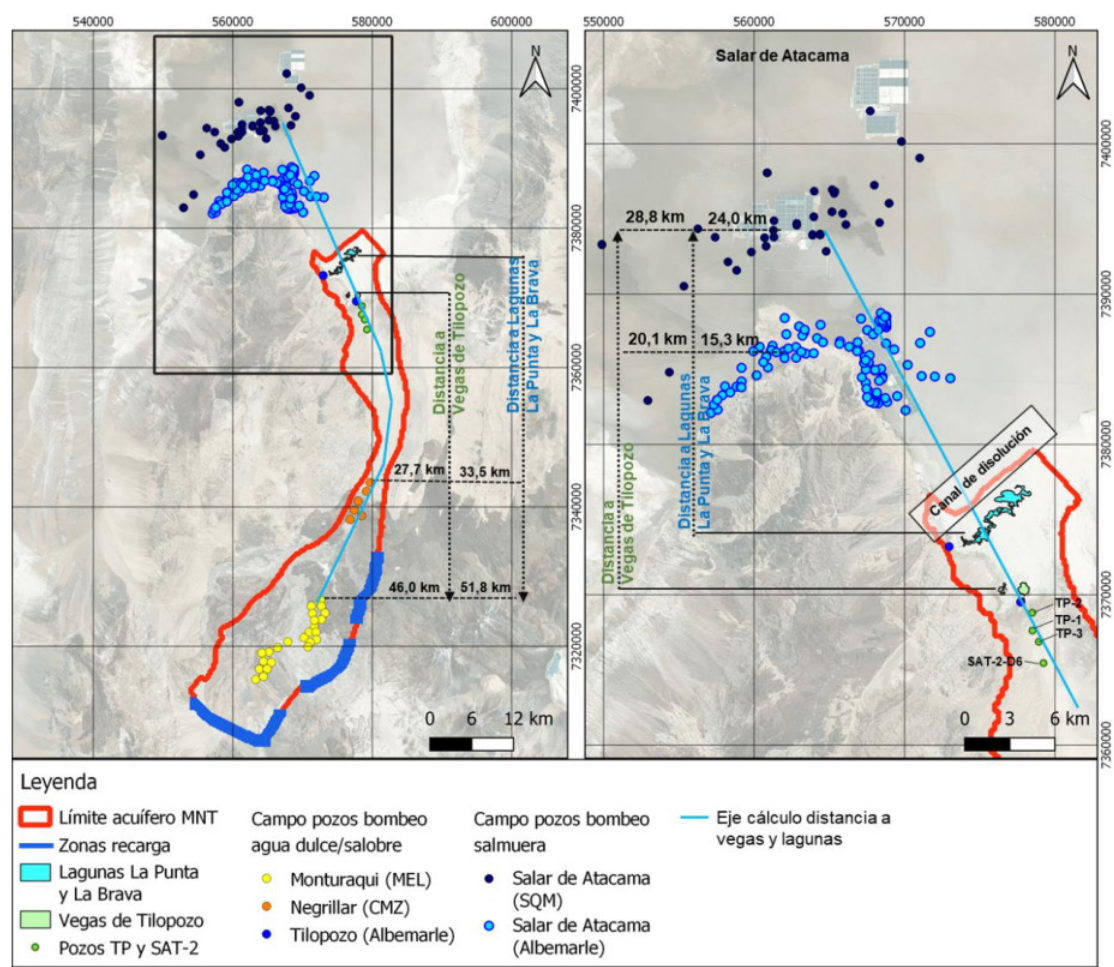 540000
560000
580000
600000
550000
560000
570000
580000
N
7400000
7380000
7360000
7340000
7320000
Distancia a
Vegas de Tilopozo
Distancia a Lagunas
La Punta y La Brava
27,7 km
33,5 km
46,0 km
51,8 km
0 6 12 km
Salar de Atacama
N
28,8 km
24,0 km
20,1 km
15,3 km
Distancia a
Vegas de Tilopozo
Distancia a Lagunas
La Punta y La Brava
Canal de disolución
TP-2
TP-1
TP-3
SAT-2-D6
0 3 6 km
7400000
7390000
7380000
7370000
7360000
Leyenda
Límite acuífero MNT
Zonas recarga
Lagunas La Punta
y La Brava
Vegas de Tilopozo
Pozos TP y SAT-2
Campo pozos bombeo
agua dulce/salobre
Monturaqui (MEL)
Negrillar (CMZ)
Tilopozo (Albemarle)
Campo pozos bombeo
salmuera
Salar de Atacama
(SQM)
Salar de Atacama
(Albemarle)
Eje cálculo distancia a
vegas y lagunas